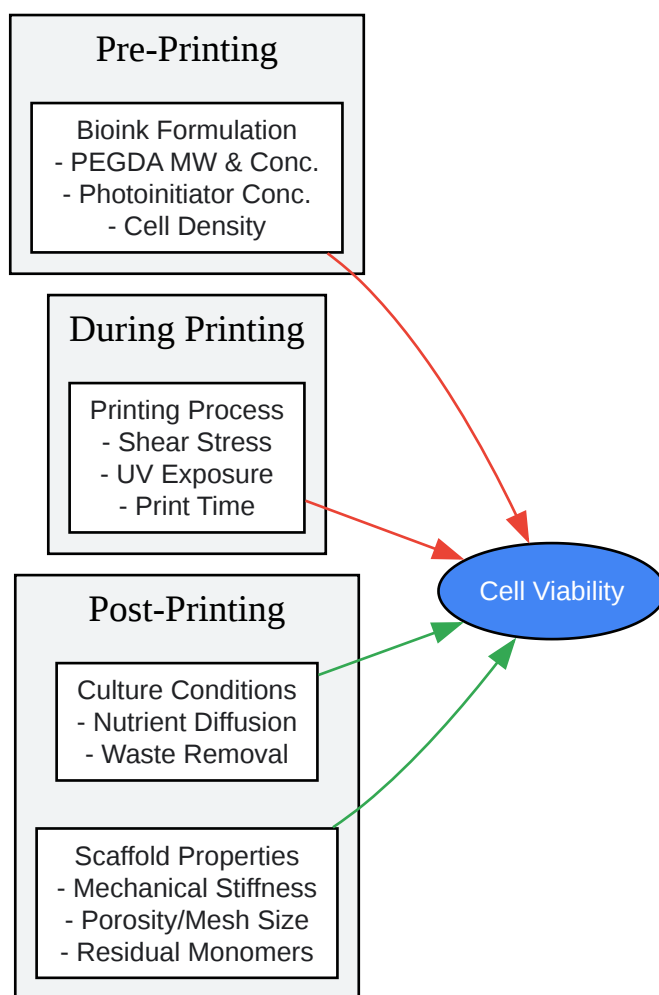 Pre-Printing
Bioink Formulation
- PEGDA MW & Conc.
- Photoinitiator Conc.
- Cell Density
During Printing
Printing Process
- Shear Stress
- UV Exposure
- Print Time
Cell Viability
Post-Printing
Culture Conditions
- Nutrient Diffusion
- Waste Removal
Scaffold Properties
- Mechanical Stiffness
- Porosity/Mesh Size
- Residual Monomers